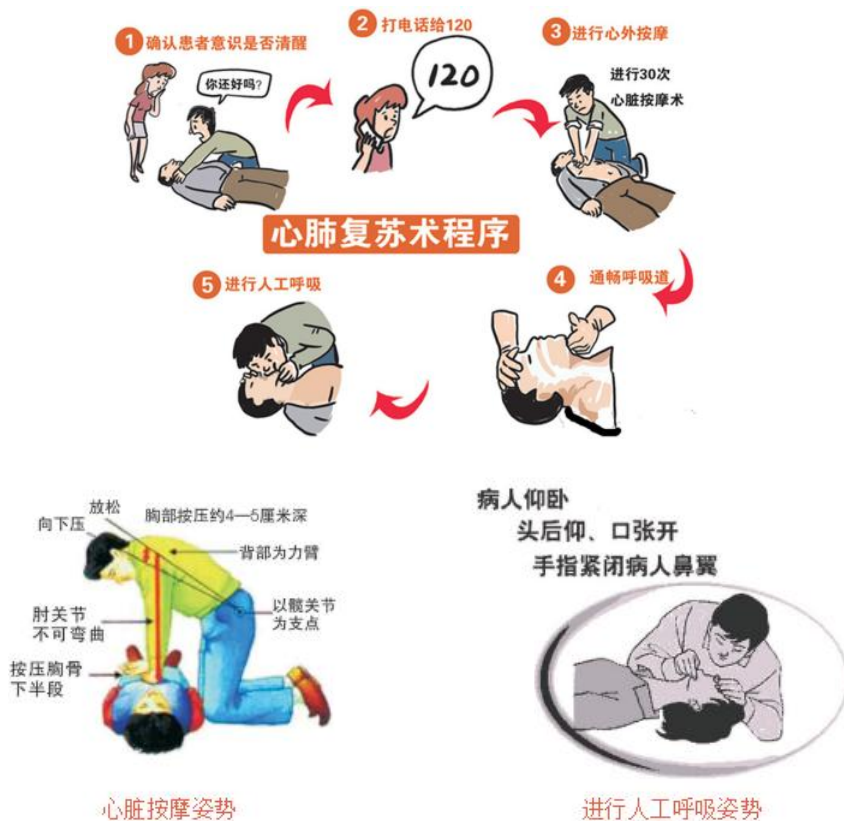 1 确认患者意识是否清醒
你还好吗?
2 打电话给120
120
3 进行心外按摩
进行30次
心脏按摩术
心肺复苏术程序
4 通畅呼吸道
5 进行人工呼吸
放松
向下压
胸部按压约4—5厘米深
背部为力臂
肘关节
不可弯曲
以髋关节
为支点
按压胸骨
下半段
心脏按摩姿势
病人仰卧
头后仰、口张开
手指紧闭病人鼻翼
进行人工呼吸姿势